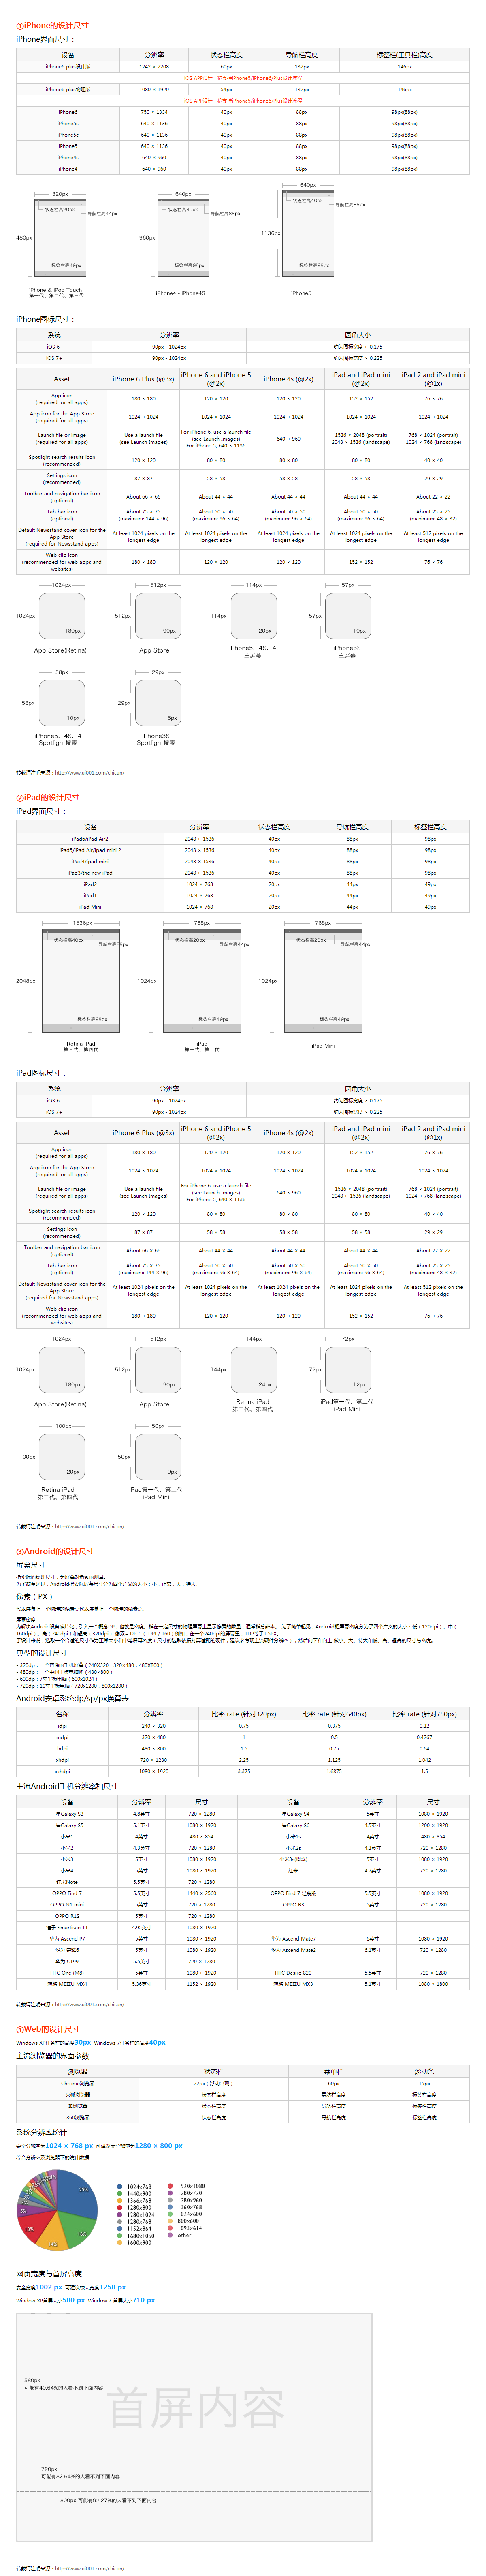 ①iPhone的设计尺寸
iPhone界面尺寸：
设备 分辨率 状态栏高度 导航栏高度 标签栏(工具栏)高度
iPhone6 plus设计版 1242 × 2208 60px 132px 146px
iOS APP设计一稿支持iPhone5/iPhone6/Plus设计流程
iPhone6 plus物理版 1080 × 1920 54px 132px 146px
iOS APP设计一稿支持iPhone5/iPhone6/Plus设计流程
iPhone6 750 × 1334 40px 88px 98px(88px)
iPhone5s 640 × 1136 40px 88px 98px(88px)
iPhone5c 640 × 1136 40px 88px 98px(88px)
iPhone5 640 × 1136 40px 88px 98px(88px)
iPhone4s 640 × 960 40px 88px 98px(88px)
iPhone4 640 × 960 40px 88px 98px(88px)
320px 640px 640px
状态栏高20px 状态栏高40px 状态栏高40px
导航栏高44px 导航栏高88px 导航栏高88px
480px 960px 1136px
标签栏高49px 标签栏高98px 标签栏高98px
iPhone & iPod Touch
第一代、第二代、第三代
iPhone4 - iPhone4S
iPhone5
iPhone图标尺寸：
系统 分辨率 圆角大小
iOS 6- 90px - 1024px 约为图标宽度 × 0.175
iOS 7+ 90px - 1024px 约为图标宽度 × 0.225
Asset iPhone 6 Plus (@3x) iPhone 6 and iPhone 5 (@2x) iPhone 4s (@2x) iPad and iPad mini (@2x) iPad 2 and iPad mini (@1x)
App icon (required for all apps) 180 × 180 120 × 120 120 × 120 152 × 152 76 × 76
App icon for the App Store (required for all apps) 1024 × 1024 1024 × 1024 1024 × 1024 1024 × 1024 1024 × 1024
Launch file or image (required for all apps) Use a launch file (see Launch Images) For iPhone 6, use a launch file (see Launch Images) For iPhone 5, 640 × 1136 640 × 960 1536 × 2048 (portrait) 2048 × 1536 (landscape) 768 × 1024 (portrait) 1024 × 768 (landscape)
Spotlight search results icon (recommended) 120 × 120 80 × 80 80 × 80 80 × 80 40 × 40
Settings icon (recommended) 87 × 87 58 × 58 58 × 58 58 × 58 29 × 29
Toolbar and navigation bar icon (optional) About 66 × 66 About 44 × 44 About 44 × 44 About 44 × 44 About 22 × 22
Tab bar icon (optional) About 75 × 75 (maximum: 144 × 96) About 50 × 50 (maximum: 96 × 64) About 50 × 50 (maximum: 96 × 64) About 50 × 50 (maximum: 96 × 64) About 25 × 25 (maximum: 48 × 32)
Default Newsstand cover icon for the App Store (required for Newsstand apps) At least 1024 pixels on the longest edge At least 1024 pixels on the longest edge At least 1024 pixels on the longest edge At least 1024 pixels on the longest edge At least 512 pixels on the longest edge
Web clip icon (recommended for web apps and websites) 180 × 180 120 × 120 120 × 120 152 × 152 76 × 76
1024px 512px 114px 57px
1024px 512px 114px 57px
180px 90px 20px 10px
App Store(Retina) App Store iPhone5、4S、4 主屏幕 iPhone3S 主屏幕
58px 29px
58px 29px
10px 5px
iPhone5、4S、4 Spotlight搜索 iPhone3S Spotlight搜索
转载请注明来源：http://www.ui001.com/chicun/
②iPad的设计尺寸
iPad界面尺寸：
设备 分辨率 状态栏高度 导航栏高度 标签栏高度
iPad6/iPad Air2 2048 × 1536 40px 88px 98px
iPad5/iPad Air/ipad mini 2 2048 × 1536 40px 88px 98px
iPad4/ipad mini 2048 × 1536 40px 88px 98px
iPad3/the new iPad 2048 × 1536 40px 88px 98px
iPad2 1024 × 768 20px 44px 49px
iPad1 1024 × 768 20px 44px 49px
iPad Mini 1024 × 768 20px 44px 49px
1536px 768px 768px
状态栏高40px 状态栏高20px 状态栏高20px
导航栏高88px 导航栏高44px 导航栏高44px
2048px 1024px 1024px
标签栏高98px 标签栏高49px 标签栏高49px
Retina iPad 第三代、第四代
iPad 第一代、第二代
iPad Mini
iPad图标尺寸：
系统 分辨率 圆角大小
iOS 6- 90px - 1024px 约为图标宽度 × 0.175
iOS 7+ 90px - 1024px 约为图标宽度 × 0.225
Asset iPhone 6 Plus (@3x) iPhone 6 and iPhone 5 (@2x) iPhone 4s (@2x) iPad and iPad mini (@2x) iPad 2 and iPad mini (@1x)
App icon (required for all apps) 180 × 180 120 × 120 120 × 120 152 × 152 76 × 76
App icon for the App Store (required for all apps) 1024 × 1024 1024 × 1024 1024 × 1024 1024 × 1024 1024 × 1024
Launch file or image (required for all apps) Use a launch file (see Launch Images) For iPhone 6, use a launch file (see Launch Images) For iPhone 5, 640 × 1136 640 × 960 1536 × 2048 (portrait) 2048 × 1536 (landscape) 768 × 1024 (portrait) 1024 × 768 (landscape)
Spotlight search results icon (recommended) 120 × 120 80 × 80 80 × 80 80 × 80 40 × 40
Settings icon (recommended) 87 × 87 58 × 58 58 × 58 58 × 58 29 × 29
Toolbar and navigation bar icon (optional) About 66 × 66 About 44 × 44 About 44 × 44 About 44 × 44 About 22 × 22
Tab bar icon (optional) About 75 × 75 (maximum: 144 × 96) About 50 × 50 (maximum: 96 × 64) About 50 × 50 (maximum: 96 × 64) About 50 × 50 (maximum: 96 × 64) About 25 × 25 (maximum: 48 × 32)
Default Newsstand cover icon for the App Store (required for Newsstand apps) At least 1024 pixels on the longest edge At least 1024 pixels on the longest edge At least 1024 pixels on the longest edge At least 1024 pixels on the longest edge At least 512 pixels on the longest edge
Web clip icon (recommended for web apps and websites) 180 × 180 120 × 120 120 × 120 152 × 152 76 × 76
1024px 512px 144px 72px
1024px 512px 144px 72px
180px 90px 24px 12px
App Store(Retina) App Store Retina iPad 第三代、第四代 iPad第一代、第二代 iPad Mini
100px 50px
100px 50px
20px 9px
Retina iPad 第三代、第四代 iPad第一代、第二代 iPad Mini
转载请注明来源：http://www.ui001.com/chicun/
③Android的设计尺寸
屏幕尺寸
指实际的物理尺寸，为屏幕对角线的测量。
为了简单起见，Android把实际屏幕尺寸分为四个广义的大小：小，正常，大，特大。
像素（PX）
代表屏幕上一个物理的像素点代表屏幕上一个物理的像素点。
屏幕密度
为解决Android设备碎片化，引入一个概念DP，也就是密度。指在一定尺寸的物理屏幕上显示像素的数量，通常指分辨率。 为了简单起见，Android把屏幕密度分为了四个广义的大小：低（120dpi）、中（160dpi）、高（240dpi）和超高（320dpi） 像素= DP *（ DPI / 160 ) 例如，在一个240dpi的屏幕里，1DP等于1.5PX。
于设计来说，选取一个合适的尺寸作为正常大小和中等屏幕密度（尺寸的选取依据打算适配的硬件，建议参考现主流硬体分辨率），然后向下和向上 做小、大、特大和低、高、超高的尺寸与密度。
典型的设计尺寸
• 320dp：一个普通的手机屏幕（240X320，320×480，480X800）
• 480dp：一个中间平板电脑像（480×800）
• 600dp：7寸平板电脑（600x1024）
• 720dp：10寸平板电脑（720x1280，800x1280）
Android安卓系统dp/sp/px换算表
名称 分辨率 比率 rate (针对320px) 比率 rate (针对640px) 比率 rate (针对750px)
idpi 240 × 320 0.75 0.375 0.32
mdpi 320 × 480 1 0.5 0.4267
hdpi 480 × 800 1.5 0.75 0.64
xhdpi 720 × 1280 2.25 1.125 1.042
xxhdpi 1080 × 1920 3.375 1.6875 1.5
主流Android手机分辨率和尺寸
设备 分辨率 尺寸 设备 分辨率 尺寸
三星Galaxy S3 4.8英寸 720 × 1280 三星Galaxy S4 5英寸 1080 × 1920
三星Galaxy S5 5.1英寸 1080 × 1920 三星Galaxy S6 4.5英寸 1200 × 1920
小米1 4英寸 480 × 854 小米1s 4英寸 480 × 854
小米2 4.3英寸 720 × 1280 小米2s 4.3英寸 720 × 1280
小米3 5英寸 1080 × 1920 小米3s(概念) 5英寸 1080 × 1920
小米4 5英寸 1080 × 1920 红米 4.7英寸 720 × 1280
红米Note 5.5英寸 720 × 1280
OPPO Find 7 5.5英寸 1440 × 2560 OPPO Find 7 轻装版 5.5英寸 1080 × 1920
OPPO N1 mini 5英寸 720 × 1280 OPPO R3 5英寸 720 × 1280
OPPO R1S 5英寸 720 × 1280
锤子 Smartisan T1 4.95英寸 1080 × 1920
华为 Ascend P7 5英寸 1080 × 1920 华为 Ascend Mate7 6英寸 1080 × 1920
华为 荣耀6 5英寸 1080 × 1920 华为 Ascend Mate2 6.1英寸 720 × 1280
华为 C199 5.5英寸 720 × 1280
HTC One (M8) 5英寸 1080 × 1920 HTC Desire 820 5.5英寸 720 × 1280
魅族 MEIZU MX4 5.36英寸 1152 × 1920 魅族 MEIZU MX3 5.1英寸 1080 × 1800
转载请注明来源：http://www.ui001.com/chicun/
④Web的设计尺寸
Windows XP任务栏的高度30px Windows 7任务栏的高度40px
主流浏览器的界面参数
浏览器 状态栏 菜单栏 滚动条
Chrome浏览器 22px（浮动出现） 60px 15px
火狐浏览器 状态栏高度 导航栏高度 标签栏高度
IE浏览器 状态栏高度 导航栏高度 标签栏高度
360浏览器 状态栏高度 导航栏高度 标签栏高度
系统分辨率统计
安全分辨率为1024 × 768 px 可建议大分辨率为1280 × 800 px
综合分辨率及浏览器下的统计数据
29%
1024x768
1440x900
1366x768
1280x800
1280x1024
1280x768
1152x864
1680x1050
1600x900
1920x1080
1280x720
1280x960
1360x768
1024x600
800x600
1093x614
other
网页宽度与首屏高度
安全宽度1002 px 可建议较大宽度1258 px
Window XP首屏大小580 px Window 7 首屏大小710 px
首屏内容
580px
可能有40.64%的人看不到下面内容
720px
可能有82.64%的人看不到下面内容
800px 可能有92.27%的人看不到下面内容
转载请注明来源：http://www.ui001.com/chicun/